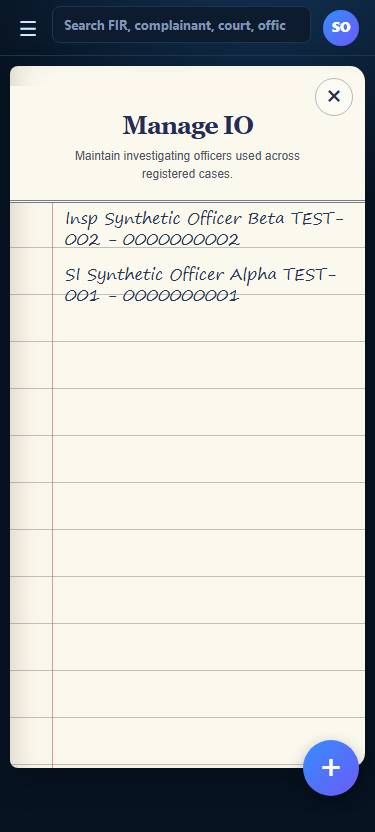 Search FIR, complainant, court, offic
SO
Manage IO
Maintain investigating officers used across
registered cases.
Insp Synthetic Officer Beta TEST-
002 - 0000000002
SI Synthetic Officer Alpha TEST-
001 - 0000000001